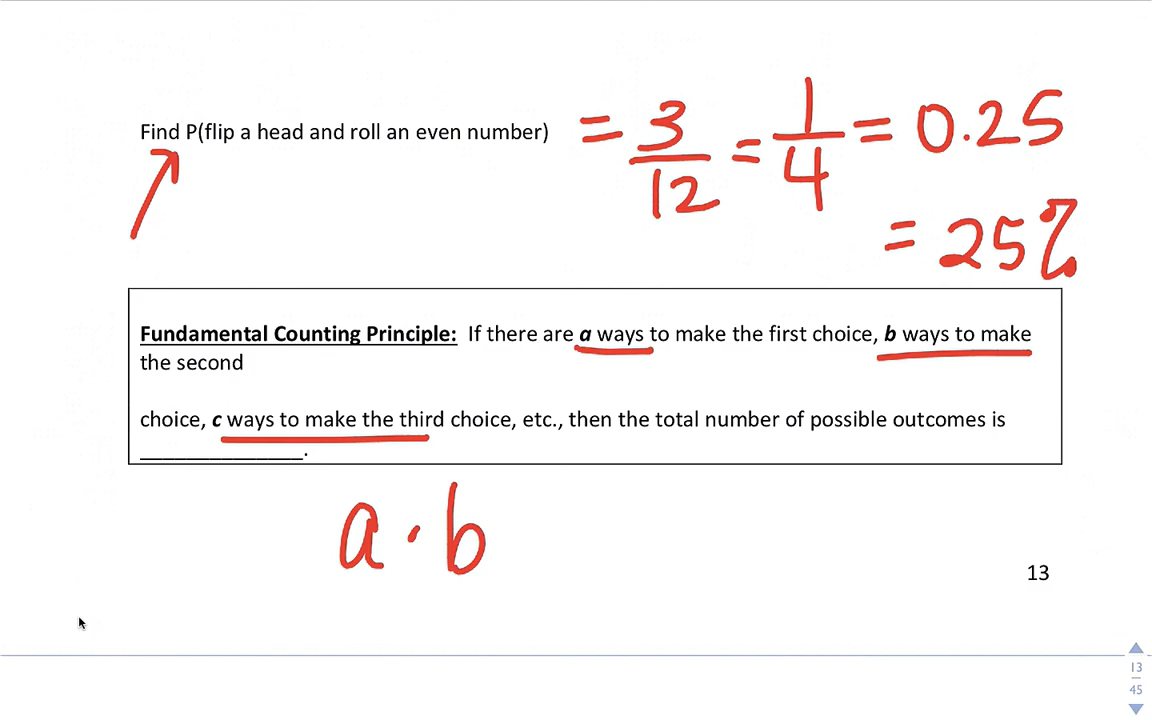 Find P(flip a head and roll an even number) = 3/12 = 1/4 = 0.25
= 25%
Fundamental Counting Principle: If there are a ways to make the first choice, b ways to make
the second
choice, c ways to make the third choice, etc., then the total number of possible outcomes is
______________.
a · b
13
13
45